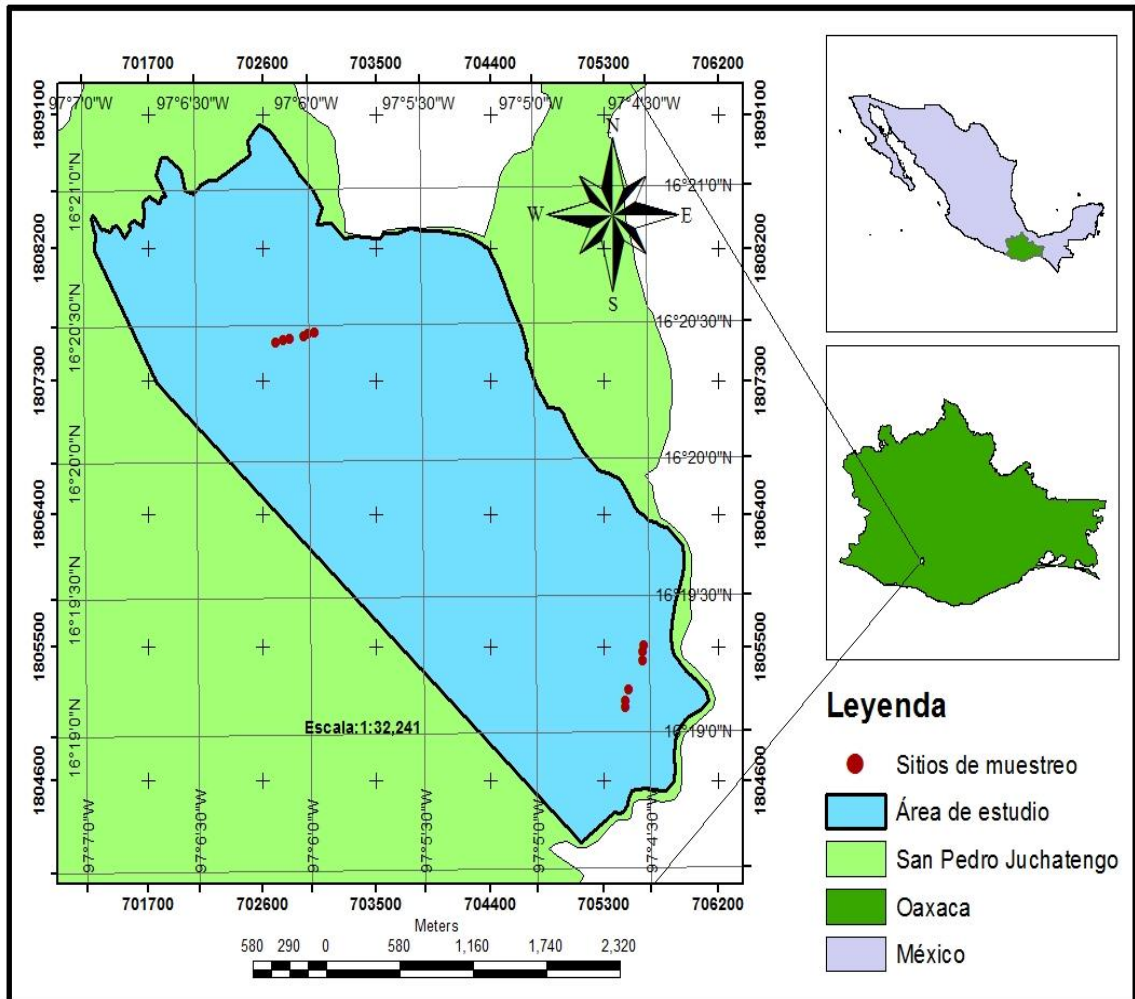 701700 702600 703500 704400 705300 706200
97°7'0"W 97°6'30"W 97°6'0"W 97°5'30"W 97°5'0"W 97°4'30"W
1809100 1809100
N
16°21'0"N 16°21'0"N
W E
1808200 1808200
S
16°20'30"N 16°20'30"N
1807300 1807300
16°20'0"N 16°20'0"N
1806400 1806400
16°19'30"N 16°19'30"N
1805500 1805500
16°19'0"N 16°19'0"N
Escala:1:32,241
1804600 1804600
97°7'0"W 97°6'30"W 97°6'0"W 97°5'30"W 97°5'0"W 97°4'30"W
701700 702600 703500 704400 705300 706200
Meters
580 290 0 580 1,160 1,740 2,320
Leyenda
Sitios de muestreo
Área de estudio
San Pedro Juchatengo
Oaxaca
México